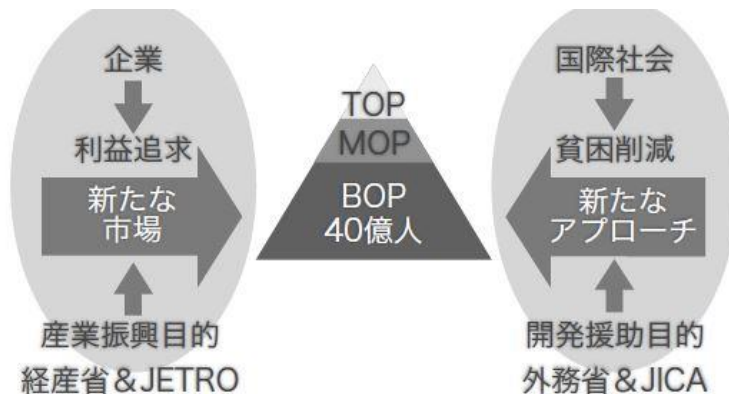 企業
利益追求
新たな
市場
産業振興目的
経産省＆JETRO
TOP
MOP
BOP
40億人
国際社会
貧困削減
新たな
アプローチ
開発援助目的
外務省＆JICA